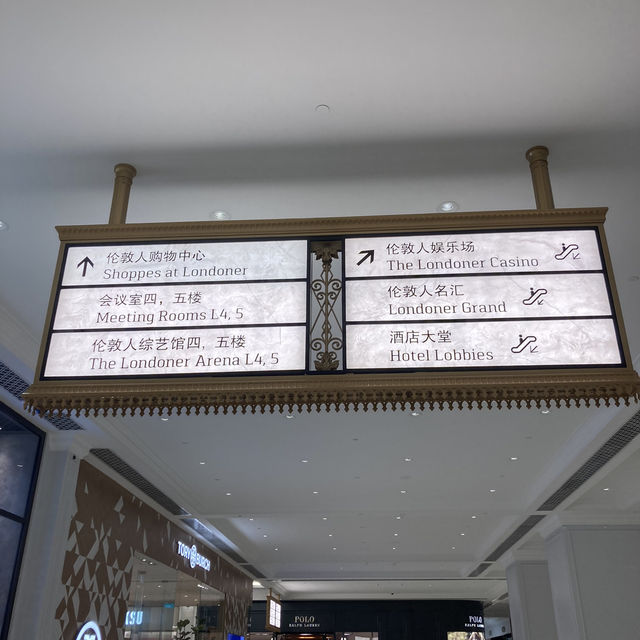 伦敦人购物中心
Shoppes at Londoner
会议室四，五楼
Meeting Rooms L4, 5
伦敦人综艺馆四，五楼
The Londoner Arena L4, 5
伦敦人娱乐场
The Londoner Casino
伦敦人名汇
Londoner Grand
酒店大堂
Hotel Lobbies
TORY BURCH
POLO
RALPH LAUREN
POLO
RALPH LAUREN